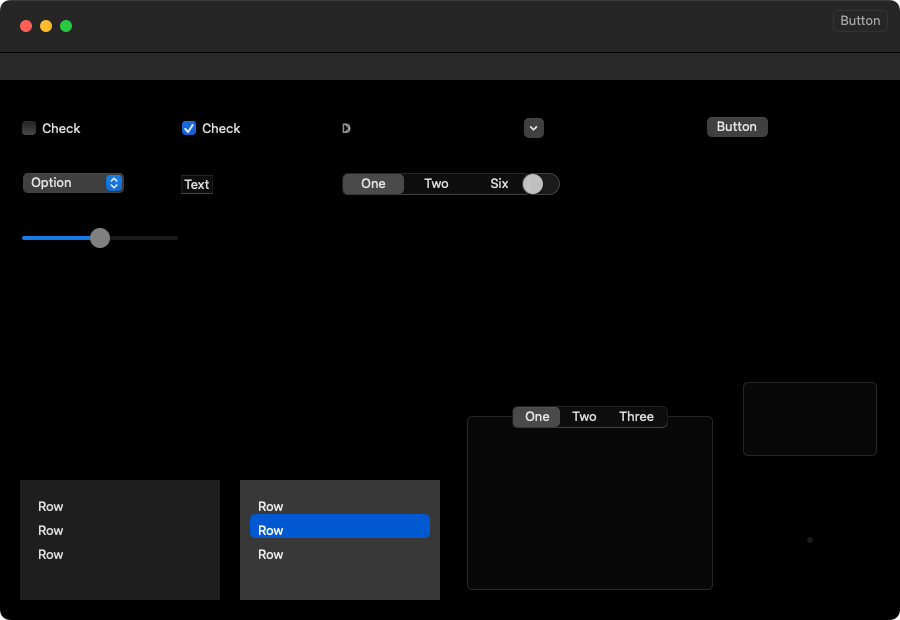 Button
Check Check D Button
Option Text One Two Six
One Two Three
Row Row
Row Row
Row Row